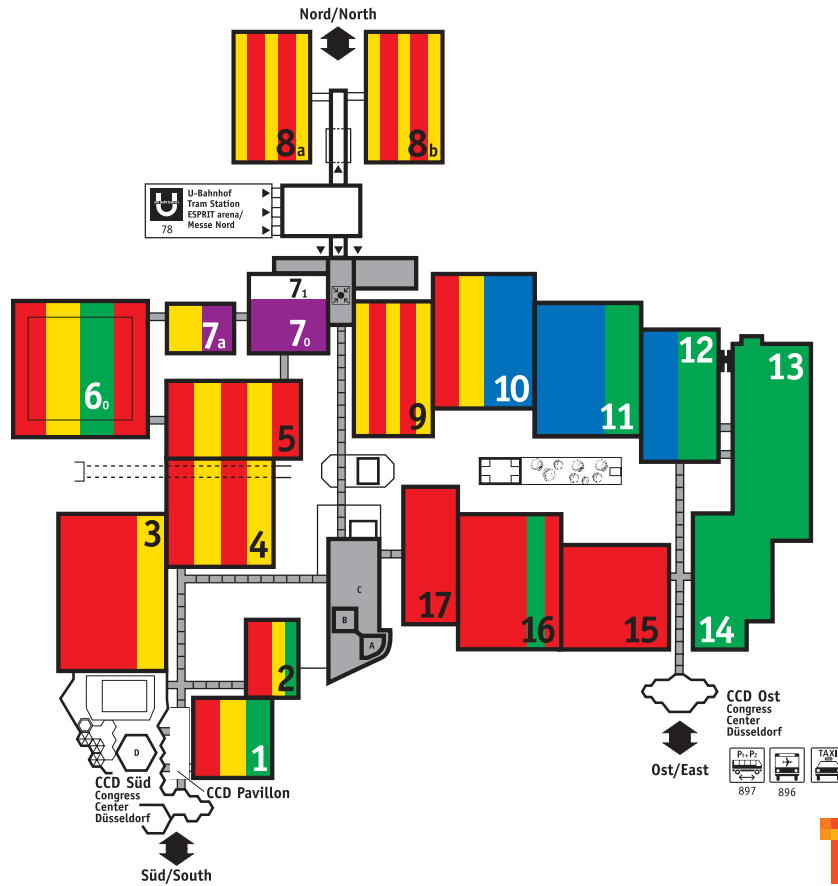 Nord/North
8a
8b
U-Bahnhof
Tram Station
ESPRIT arena/
Messe Nord
78
7₁
7₀
7a
6₀
5
9
10
11
12
13
3
4
C
B
A
17
16
15
14
2
1
D
CCD Süd
Congress
Center
Düsseldorf
CCD Pavillon
Süd/South
CCD Ost
Congress
Center
Düsseldorf
Ost/East
P₁+P₂
TAXI
897
896